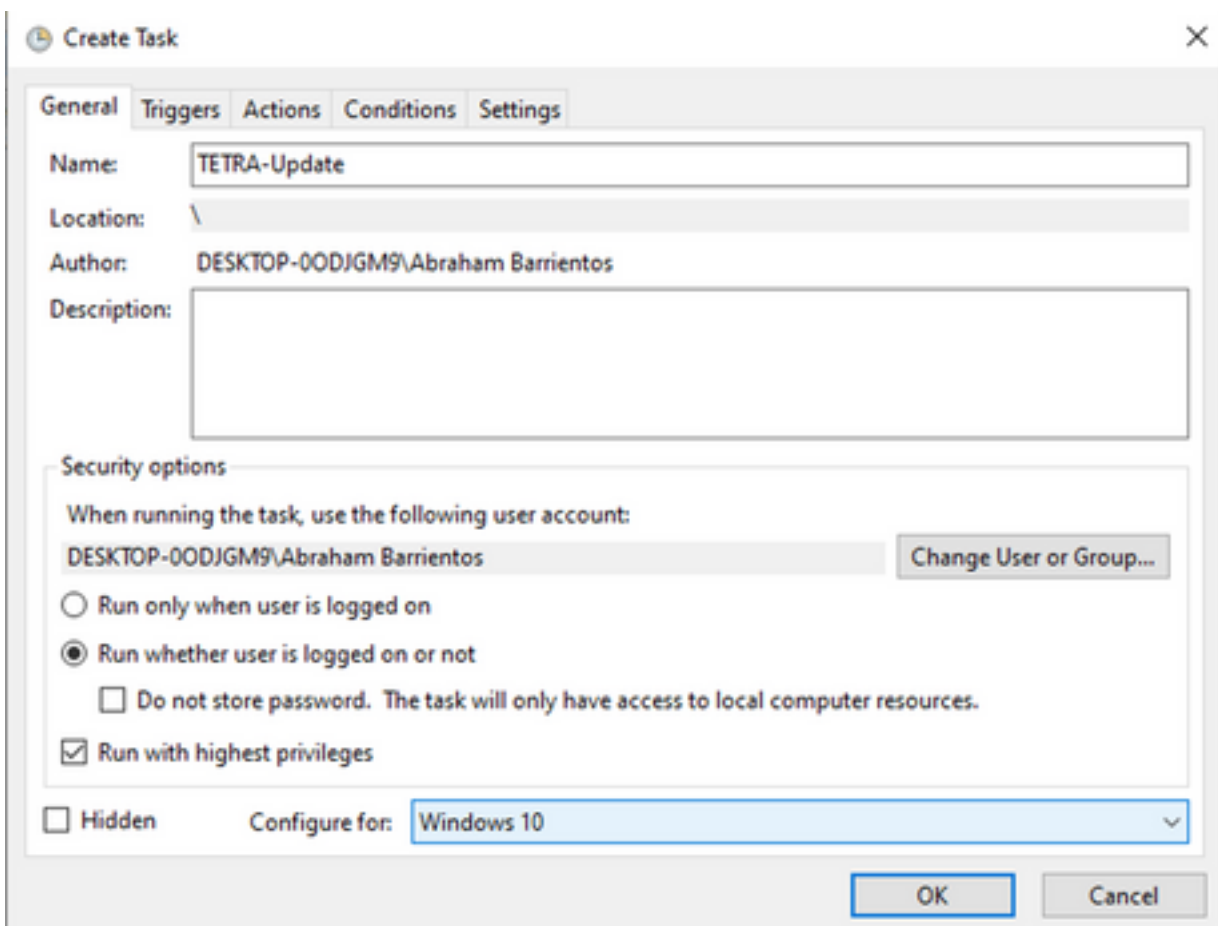 Create Task
General Triggers Actions Conditions Settings
Name: TETRA-Update
Location: \
Author: DESKTOP-0ODJGM9\Abraham Barrientos
Description:
Security options
When running the task, use the following user account:
DESKTOP-0ODJGM9\Abraham Barrientos Change User or Group...
Run only when user is logged on
Run whether user is logged on or not
Do not store password. The task will only have access to local computer resources.
Run with highest privileges
Hidden Configure for: Windows 10
OK Cancel